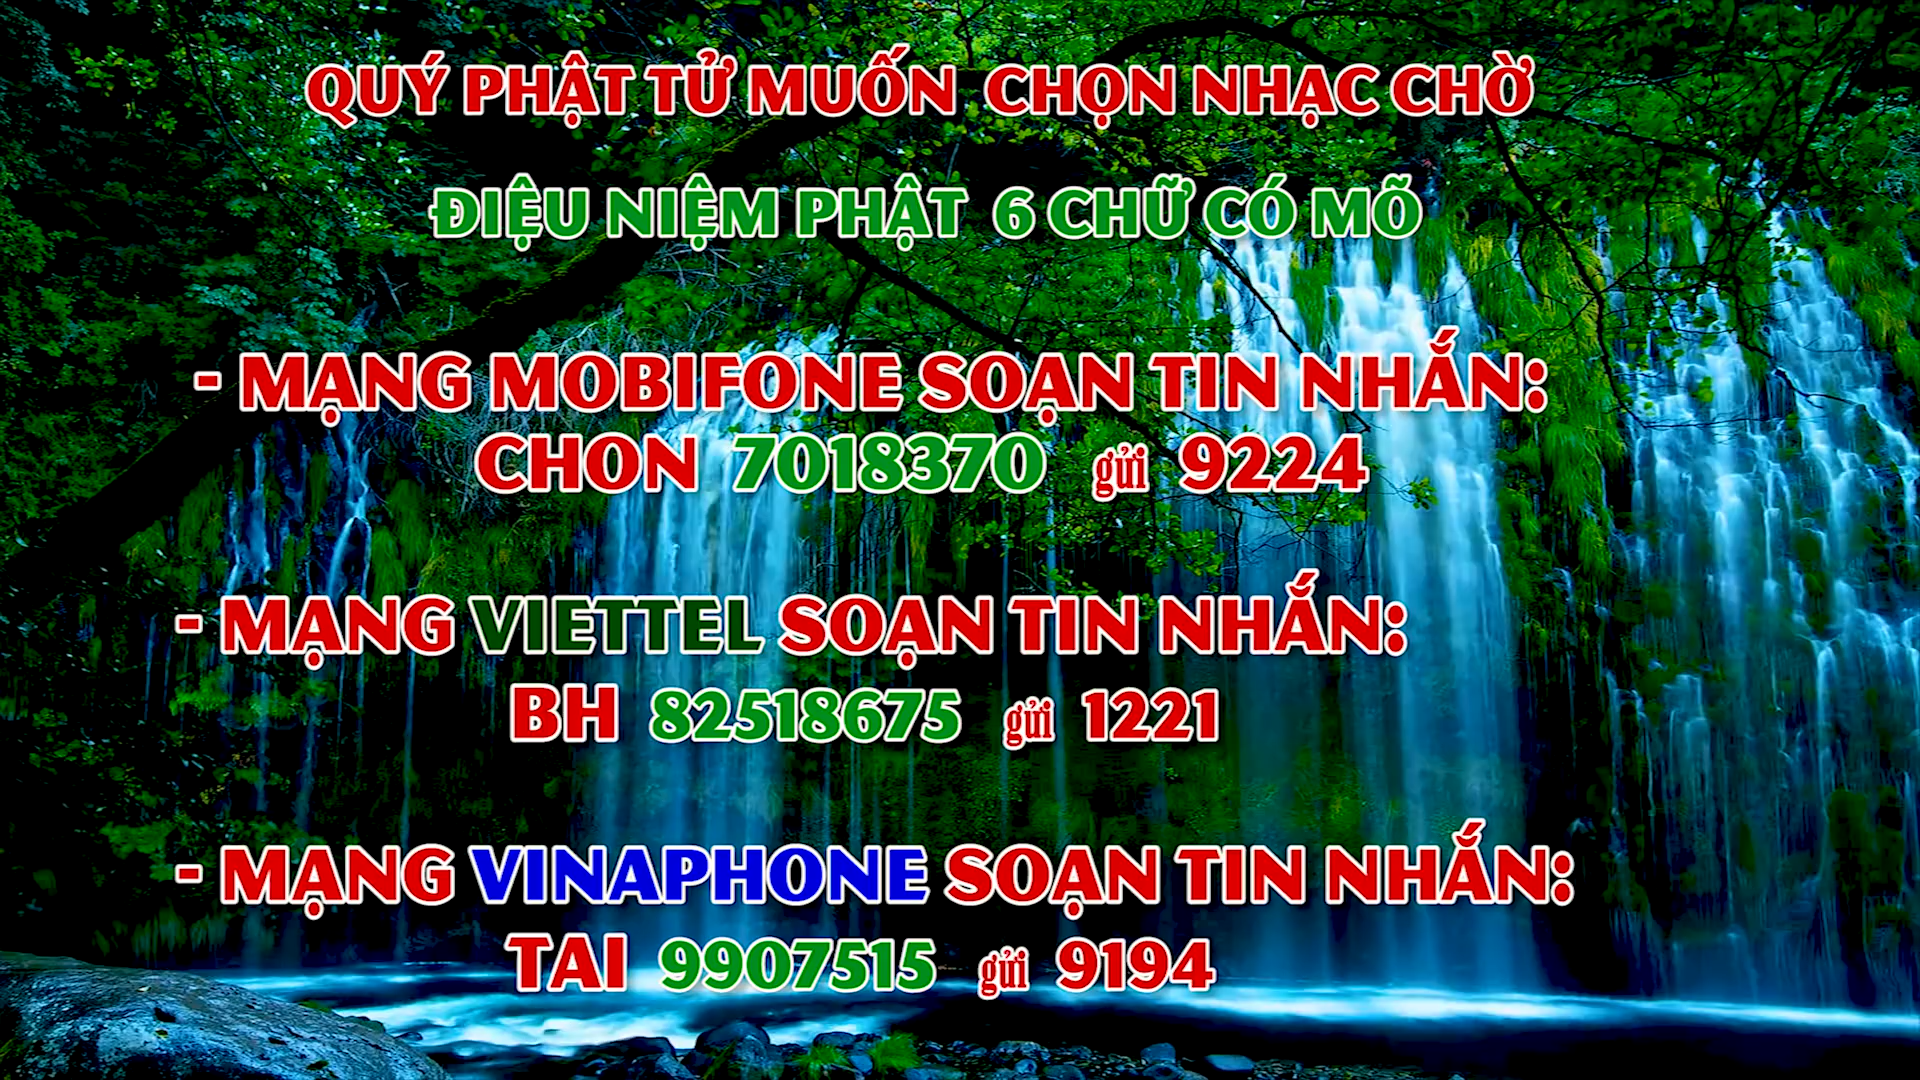 QUÝ PHẬT TỬ MUỐN CHỌN NHẠC CHỜ
ĐIỆU NIỆM PHẬT 6 CHỮ CÓ MÕ
- MẠNG MOBIFONE SOẠN TIN NHẮN:
CHON 7018370 gửi 9224
- MẠNG VIETTEL SOẠN TIN NHẮN:
BH 82518675 gửi 1221
- MẠNG VINAPHONE SOẠN TIN NHẮN:
TAI 9907515 gửi 9194